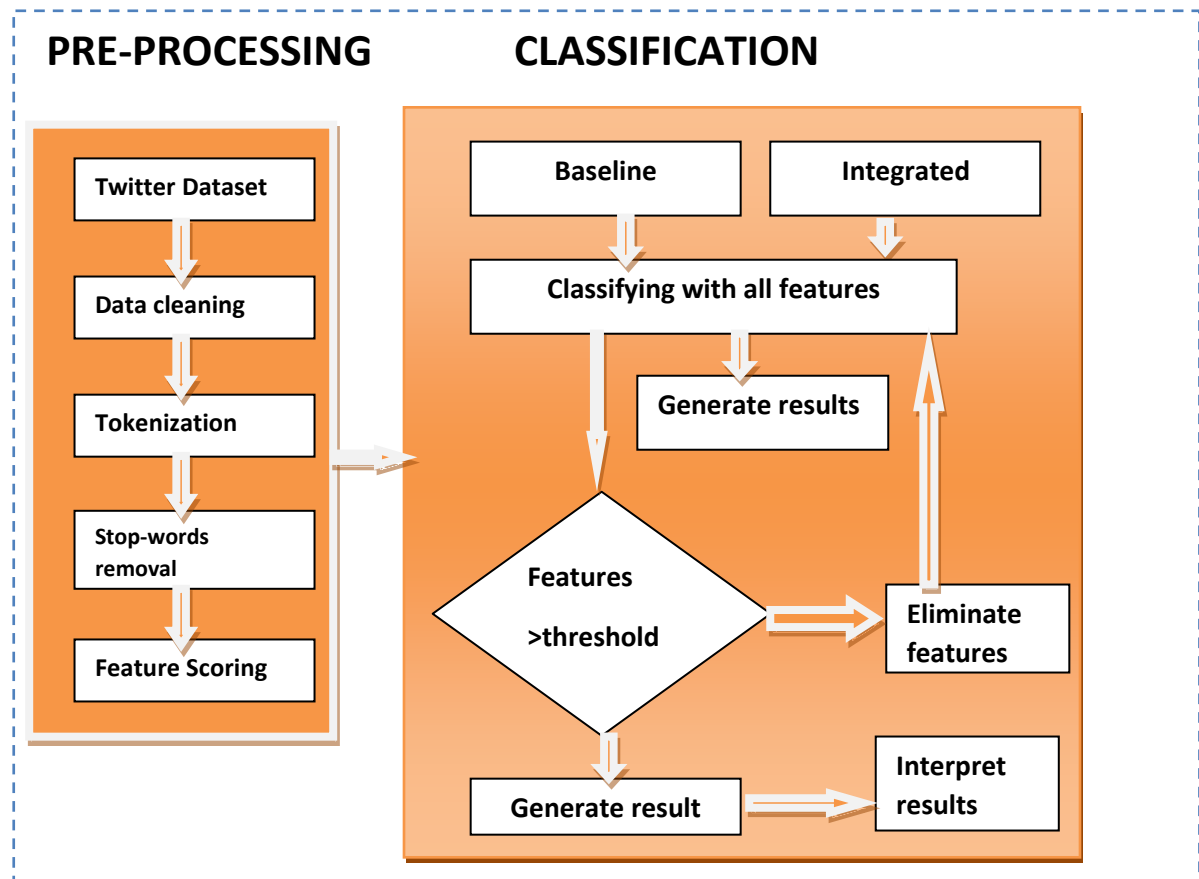 PRE-PROCESSING
CLASSIFICATION
Twitter Dataset
Data cleaning
Tokenization
Stop-words
removal
Feature Scoring
Baseline
Integrated
Classifying with all features
Generate results
Features
>threshold
Eliminate
features
Generate result
Interpret
results